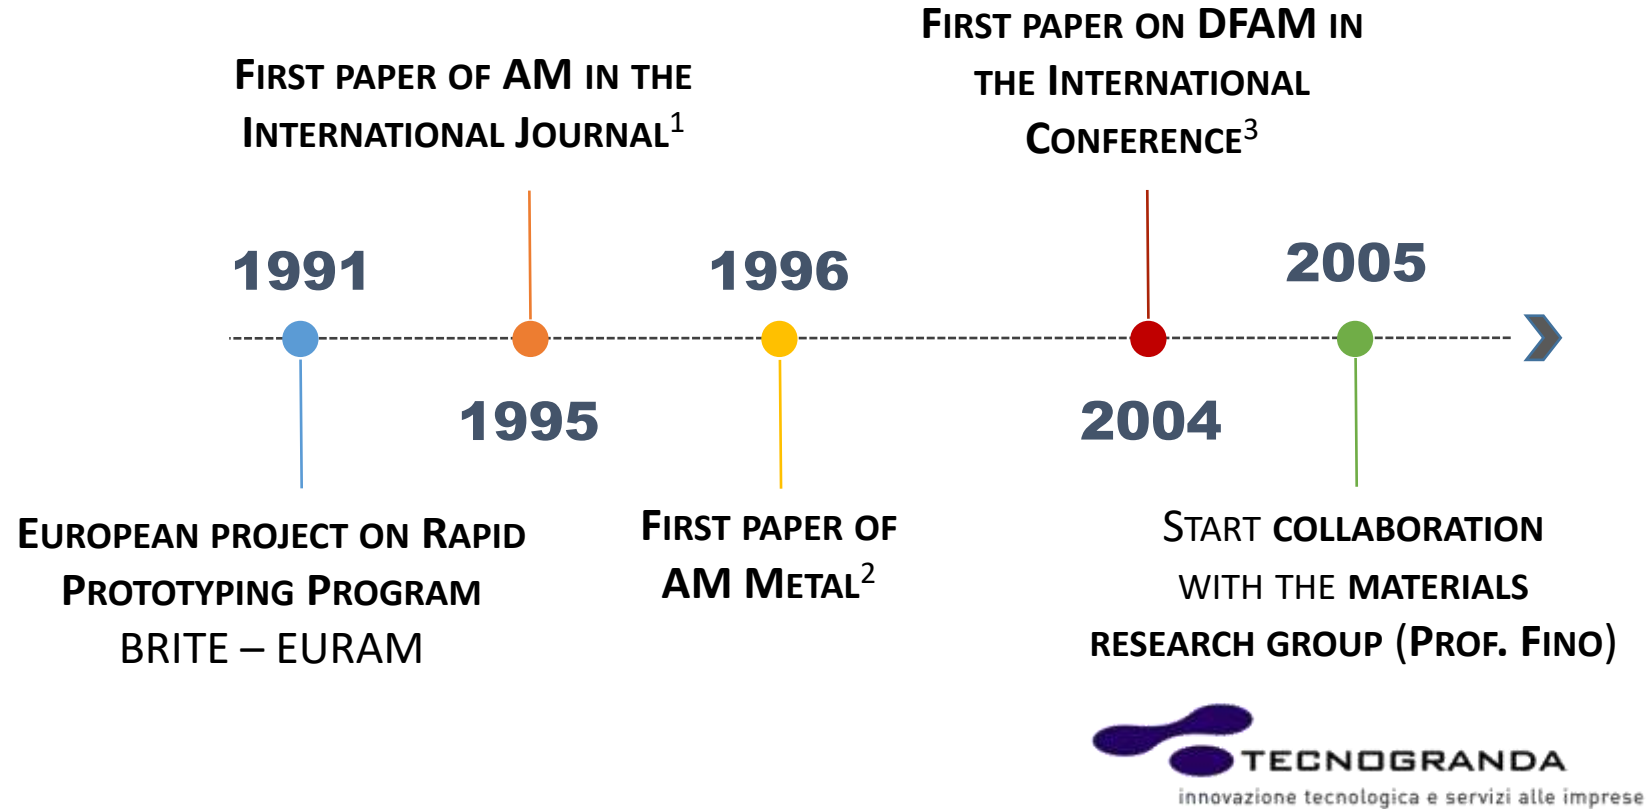 FIRST PAPER OF AM IN THE
INTERNATIONAL JOURNAL¹
FIRST PAPER ON DFAM IN
THE INTERNATIONAL
CONFERENCE³
1991
1996
2005
1995
2004
EUROPEAN PROJECT ON RAPID
PROTOTYPING PROGRAM
BRITE – EURAM
FIRST PAPER OF
AM METAL²
START COLLABORATION
WITH THE MATERIALS
RESEARCH GROUP (PROF. FINO)
TECNOGRANDA
innovazione tecnologica e servizi alle imprese